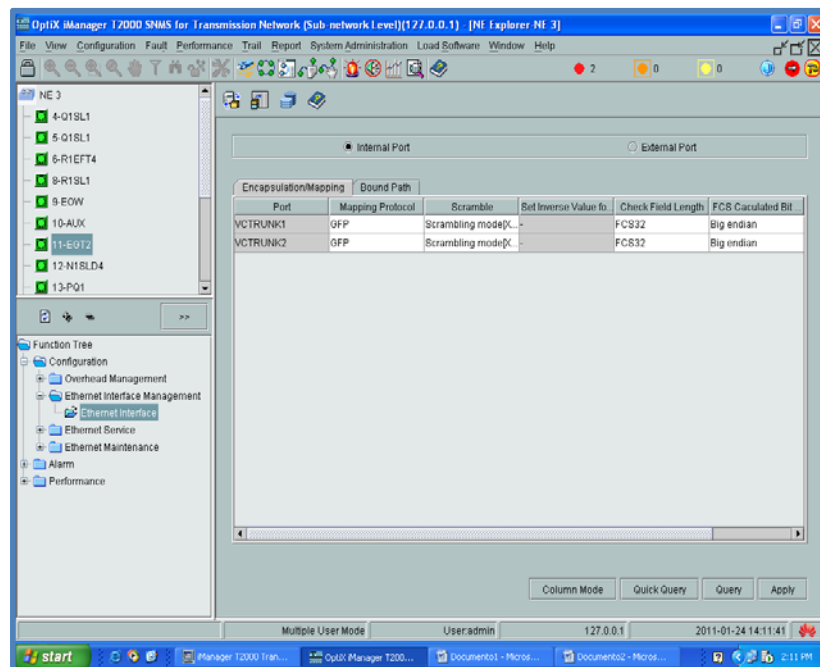 OptiX iManager T2000 SNMS for Transmission Network (Sub-network Level)(127.0.0.1) - [NE Explorer-NE 3]
File View Configuration Fault Performance Trail Report System Administration Load Software Window Help
2 0 0
NE 3
4-Q1SL1
5-Q1SL1
6-R1EFT4
8-R1SL1
9-EOW
10-AUX
11-EGT2
12-N1SLD4
13-PQ1
>>
Function Tree
Configuration
Overhead Management
Ethernet Interface Management
Ethernet Interface
Ethernet Service
Ethernet Maintenance
Alarm
Performance
Internal Port External Port
Encapsulation/Mapping Bound Path
Port Mapping Protocol Scramble Set Inverse Value fo... Check Field Length FCS Caculated Bit ...
VCTRUNK1 GFP Scrambling mode[X... - FCS32 Big endian
VCTRUNK2 GFP Scrambling mode[X... - FCS32 Big endian
Column Mode Quick Query Query Apply
Multiple User Mode User:admin 127.0.0.1 2011-01-24 14:11:41
start iManager T2000 Tran... OptiX iManager T200... Documento1 - Micros... Documento2 - Micros... 2:11 PM